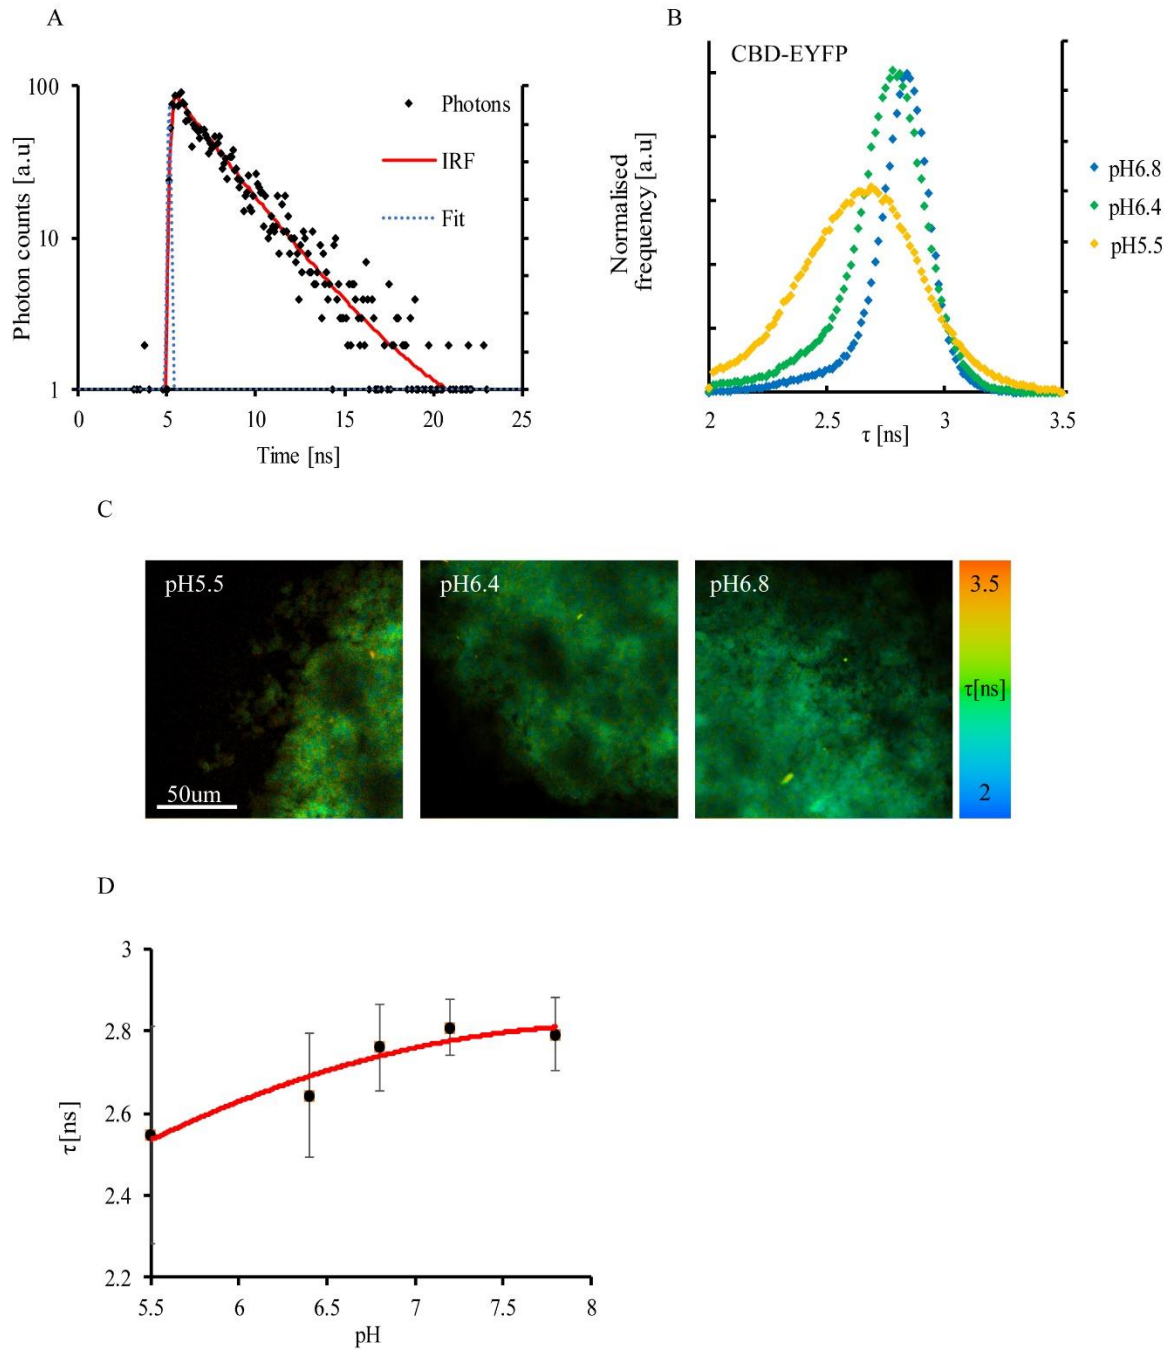 A
100
10
1
0
5
10
15
20
25
Photon counts [a.u]
Time [ns]
Photons
IRF
Fit
B
CBD-EYFP
Normalised
frequency [a.u]
2
2.5
3
3.5
τ [ns]
pH6.8
pH6.4
pH5.5
C
pH5.5
50um
pH6.4
pH6.8
3.5
τ[ns]
2
D
3
2.8
2.6
2.4
2.2
5.5
6
6.5
7
7.5
8
τ[ns]
pH